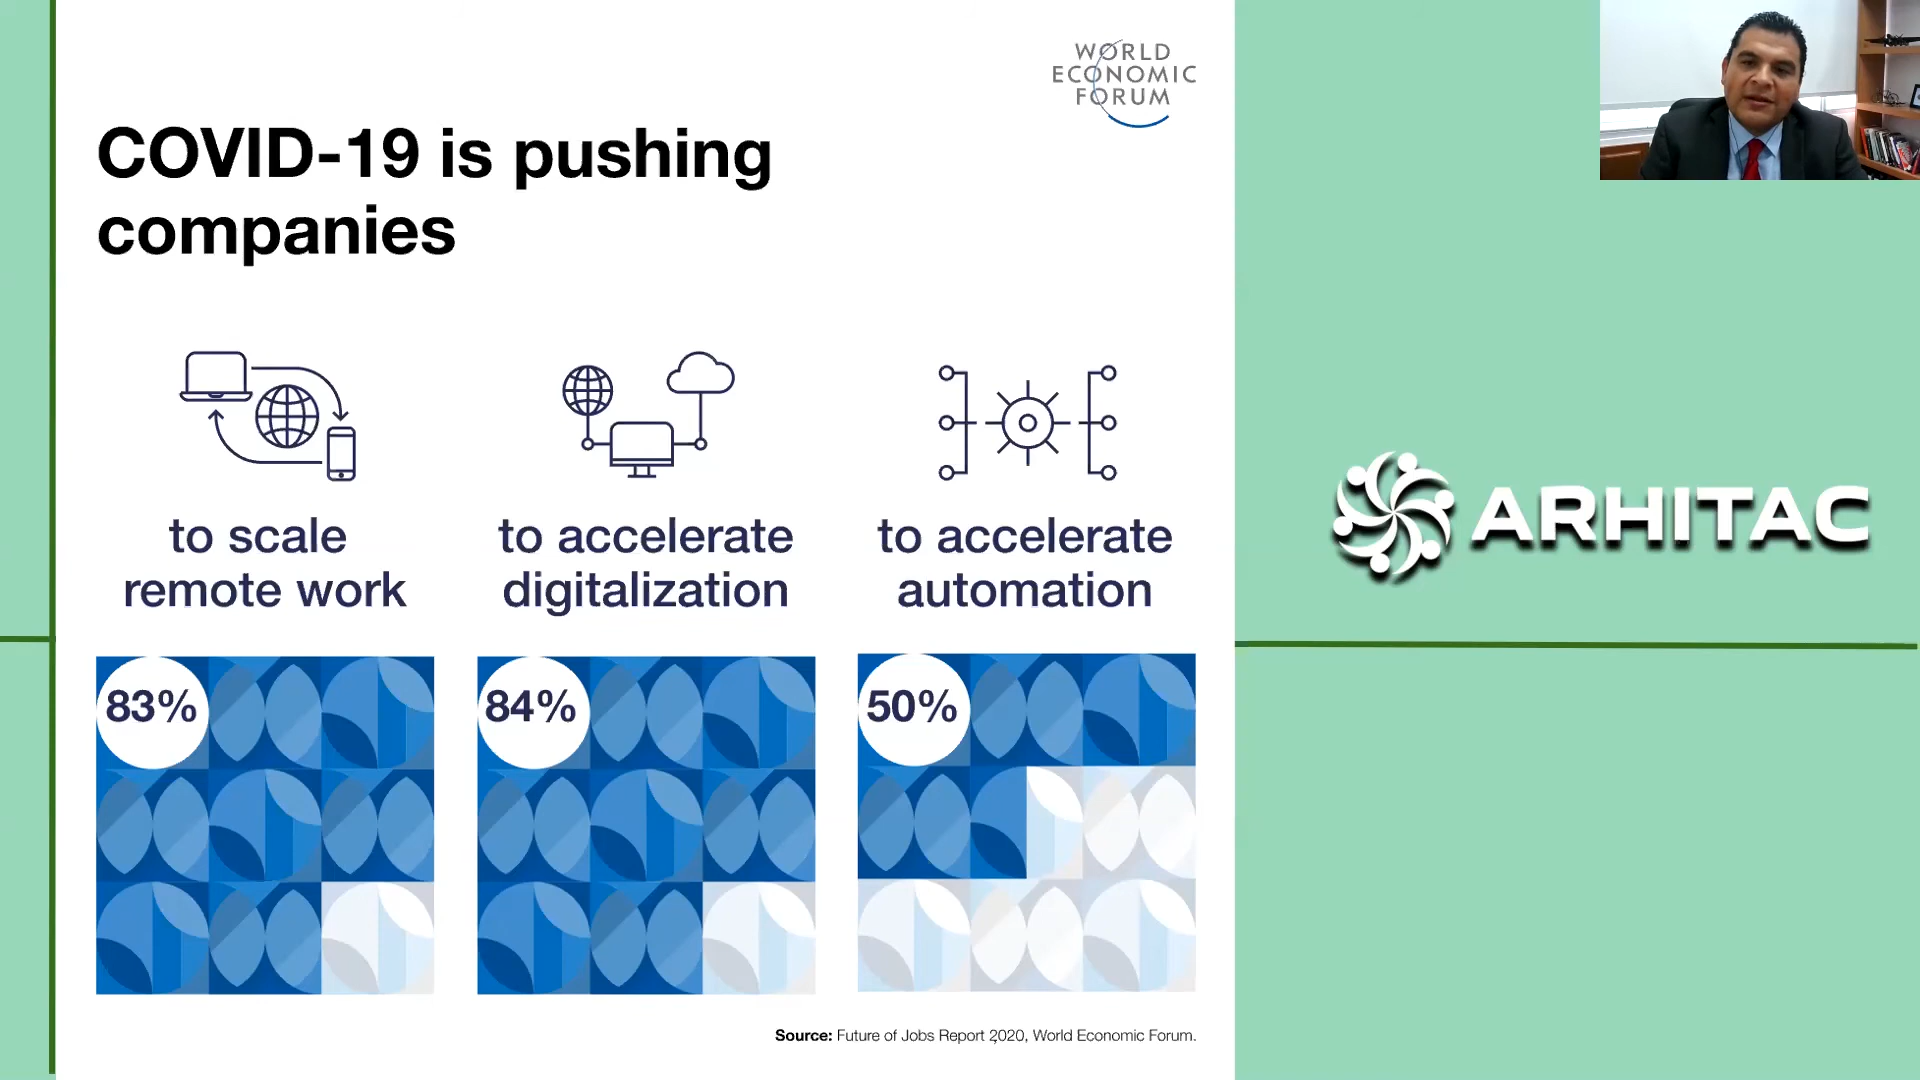 WORLD
ECONOMIC
FORUM
COVID-19 is pushing
companies
to scale
remote work
to accelerate
digitalization
to accelerate
automation
83%
84%
50%
ARHITAC
Source: Future of Jobs Report 2020, World Economic Forum.